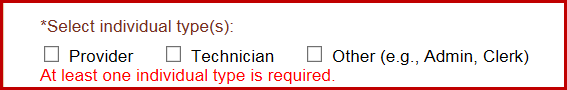 *Select individual type(s):
Provider Technician Other (e.g., Admin, Clerk)
At least one individual type is required.